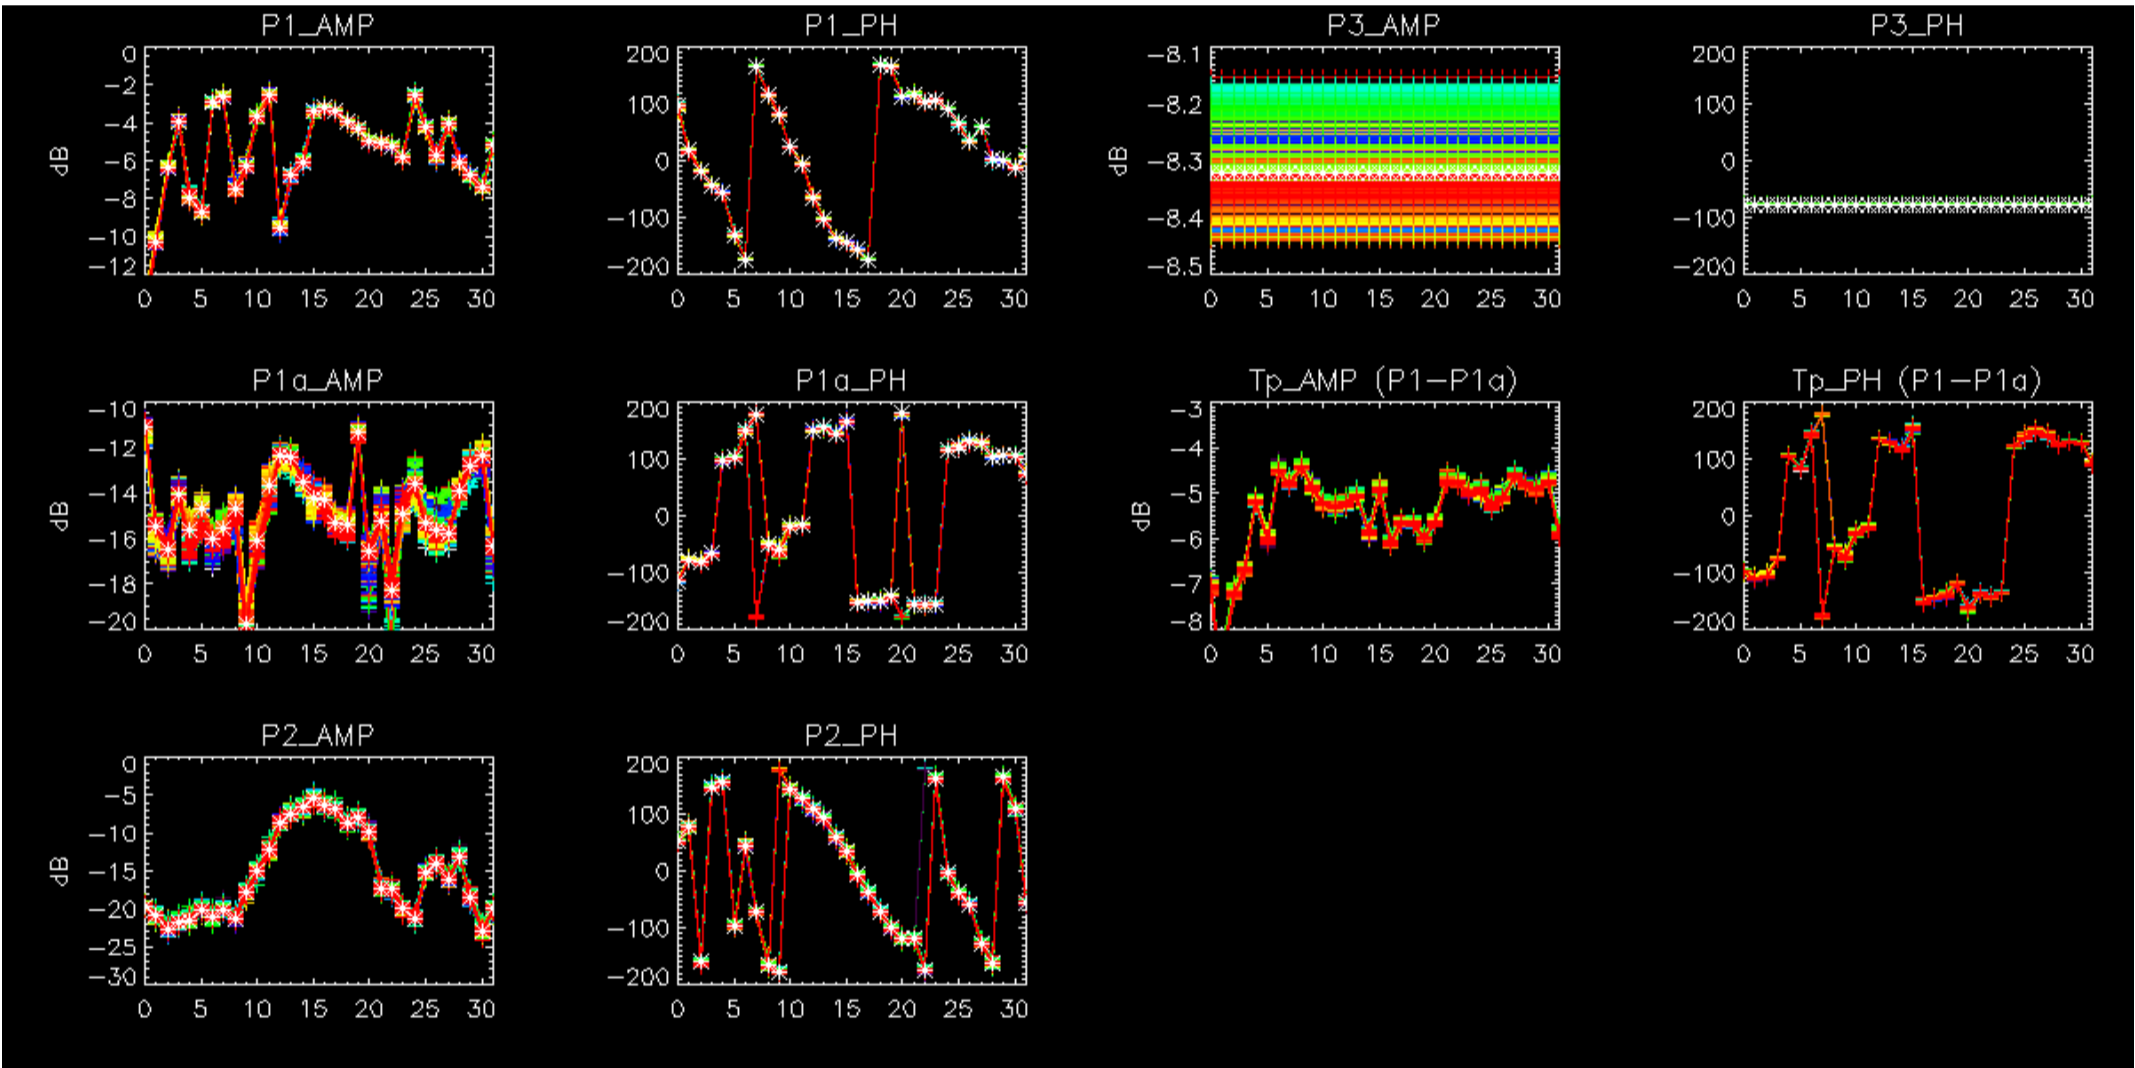 P1_AMP P1_PH P3_AMP P3_PH
0 200 -8.1 200
-2
-4 100 -8.2 100
dB -6 0 dB -8.3 0
-8
-10 -100 -8.4 -100
-12 -200 -8.5 -200
0 5 10 15 20 25 30 0 5 10 15 20 25 30 0 5 10 15 20 25 30 0 5 10 15 20 25 30
P1a_AMP P1a_PH Tp_AMP (P1-P1a) Tp_PH (P1-P1a)
-10 200 -3 200
-12 100 -4 100
-14 -5
dB 0 dB 0
-16 -6
-18 -100 -7 -100
-20 -200 -8 -200
0 5 10 15 20 25 30 0 5 10 15 20 25 30 0 5 10 15 20 25 30 0 5 10 15 20 25 30
P2_AMP P2_PH
0 200
-5 100
-10
dB -15 0
-20 -100
-25
-30 -200
0 5 10 15 20 25 30 0 5 10 15 20 25 30